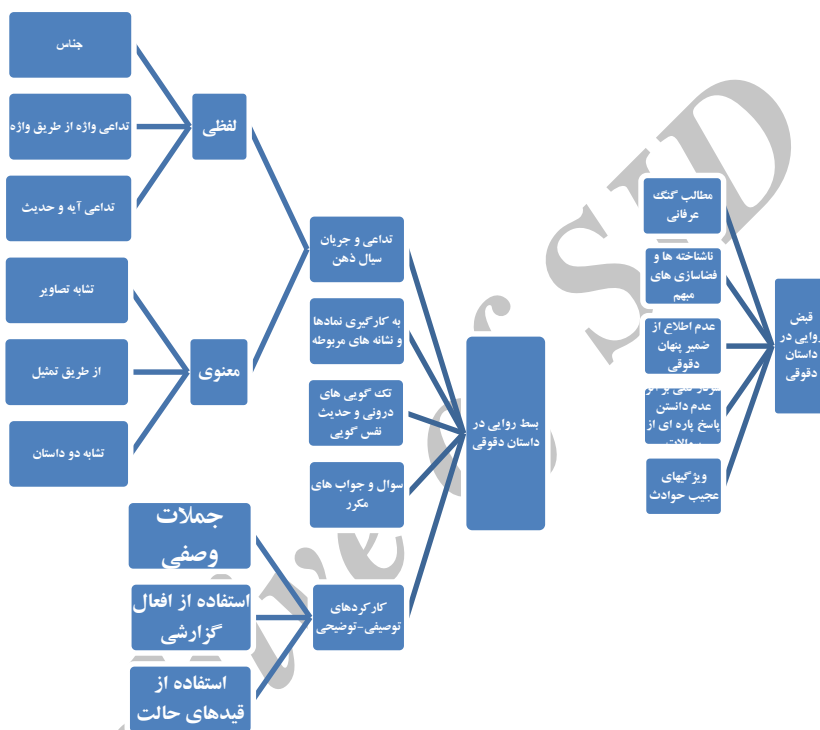 قبض
روایی در
داستان
دقوقی
مطالب گنگ
عرفانی
ناشناخته ها و
فضاسازی های
مبهم
عدم اطلاع از
ضمیر پنهان
دقوقی
عدم دانستن
پاسخ پاره ای از
ویژگیهای
عجیب حوادث
بسط روایی در
داستان دقوقی
تداعی و جریان
سیال ذهن
به کارگیری نمادها
و نشانه های مربوطه
تک گویی های
درونی و حدیث
نفس گویی
سوال و جواب های
مکرر
کارکردهای
توصیفی-توضیحی
لفظی
جناس
تداعی واژه از طریق واژه
تداعی آیه و حدیث
معنوی
تشابه تصاویر
از طریق تمثیل
تشابه دو داستان
جملات
وصفی
استفاده از افعال
گزارشی
استفاده از
قیدهای حالت